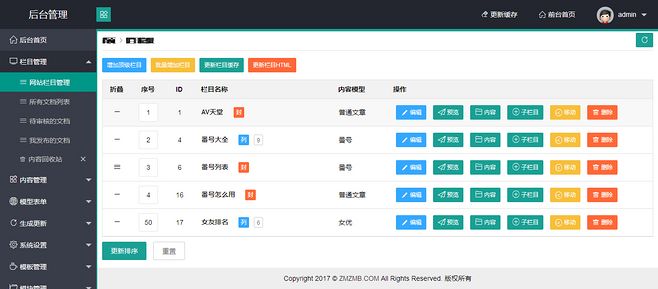 后台管理
更新缓存 前台首页 admin
后台首页
栏目管理
网站栏目管理
所有文档列表
待审核的文档
我发布的文档
内容回收站
内容管理
模型表单
生成更新
系统设置
模板管理
模块管理
增加顶级栏目 批量增加栏目 更新栏目缓存 更新栏目HTML
折叠 序号 ID 栏目名称 内容模型 操作
1 1 AV天堂 封 普通文章 编辑 预览 内容 子栏目 移动 删除
2 4 番号大全 列 9 番号 编辑 预览 内容 子栏目 移动 删除
3 6 番号列表 封 番号 编辑 预览 内容 子栏目 移动 删除
4 16 番号怎么用 封 普通文章 编辑 预览 内容 子栏目 移动 删除
50 17 女友排名 列 6 女优 编辑 预览 内容 子栏目 移动 删除
更新排序 重置
Copyright 2017 © ZMZMB.COM All Rights Reserved. 版权所有